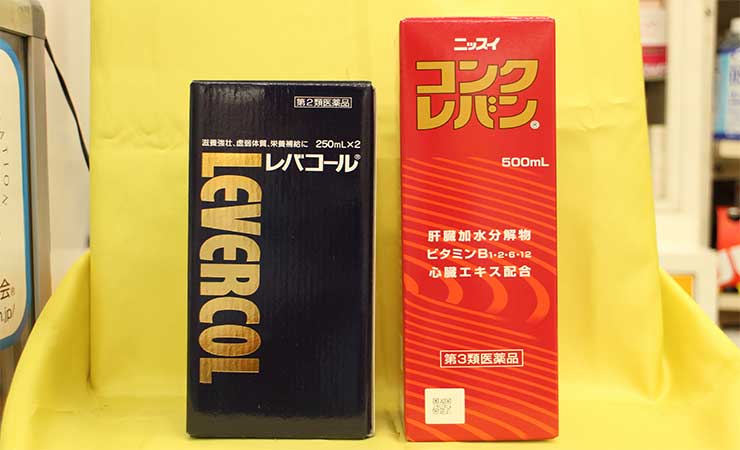 第2類医薬品
滋養強壮、虚弱体質、栄養補給に 250mL×2
レバコール®
LEVERCOL
ニッスイ
コンク
レバン®
500mL
肝臓加水分解物
ビタミンB1・2・6・12
心臓エキス配合
第3類医薬品
ATION
会®
.jp/